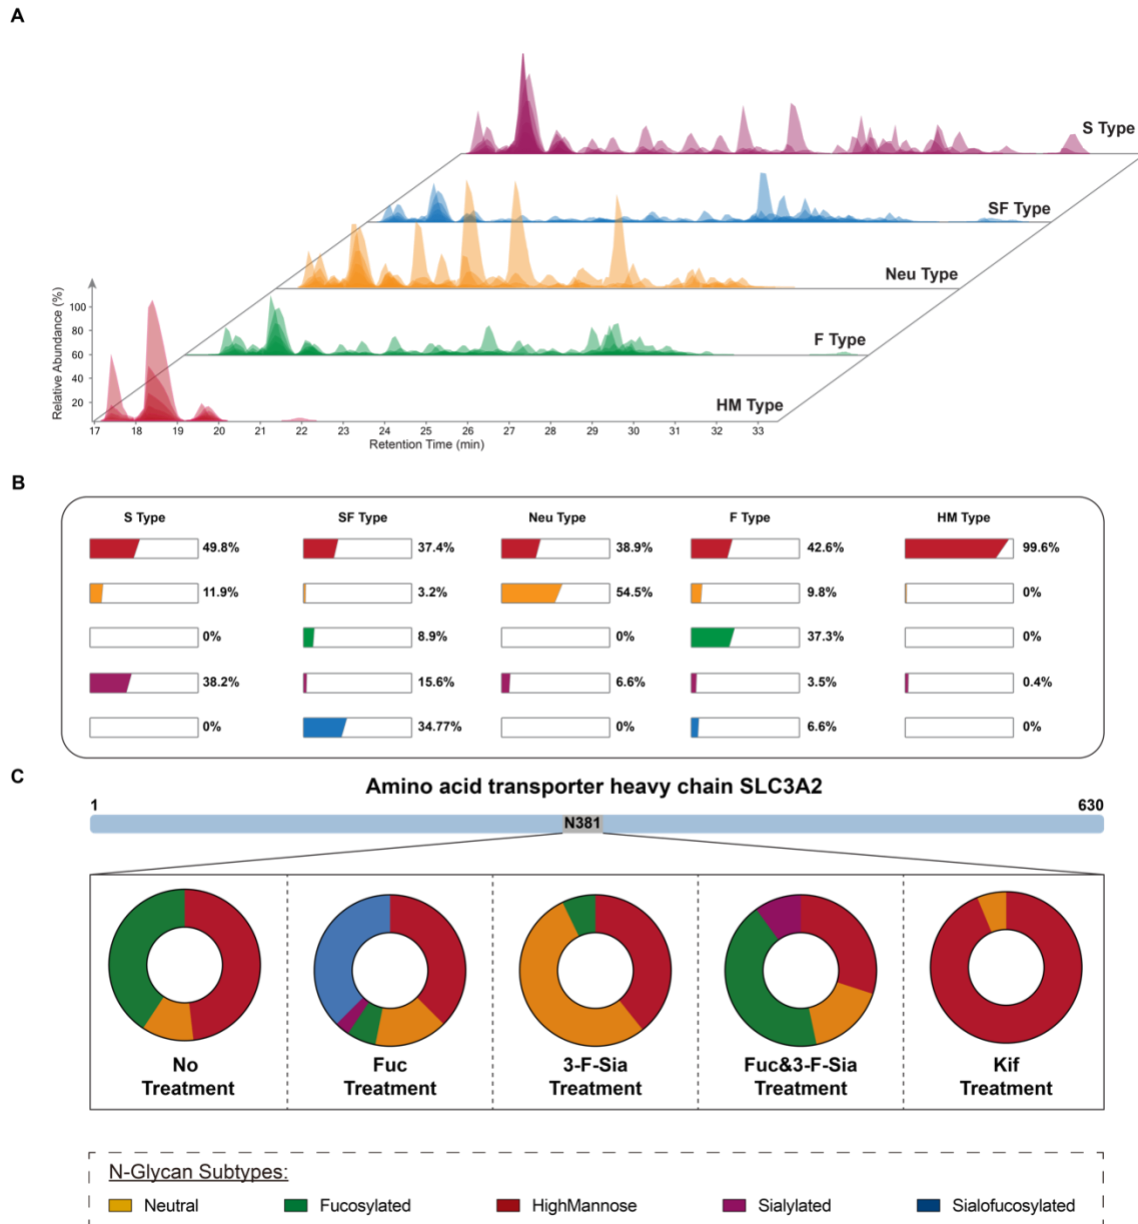 A
S Type
SF Type
Neu Type
F Type
HM Type
Relative Abundance (%)
100
80
60
40
20
17 18 19 20 21 22 23 24 25 26 27 28 29 30 31 32 33
Retention Time (min)
B
S Type SF Type Neu Type F Type HM Type
49.8% 37.4% 38.9% 42.6% 99.6%
11.9% 3.2% 54.5% 9.8% 0%
0% 8.9% 0% 37.3% 0%
38.2% 15.6% 6.6% 3.5% 0.4%
0% 34.77% 0% 6.6% 0%
C
Amino acid transporter heavy chain SLC3A2
1 630
N381
No Treatment
Fuc Treatment
3-F-Sia Treatment
Fuc&3-F-Sia Treatment
Kif Treatment
N-Glycan Subtypes:
Neutral Fucosylated HighMannose Sialylated Sialofucosylated